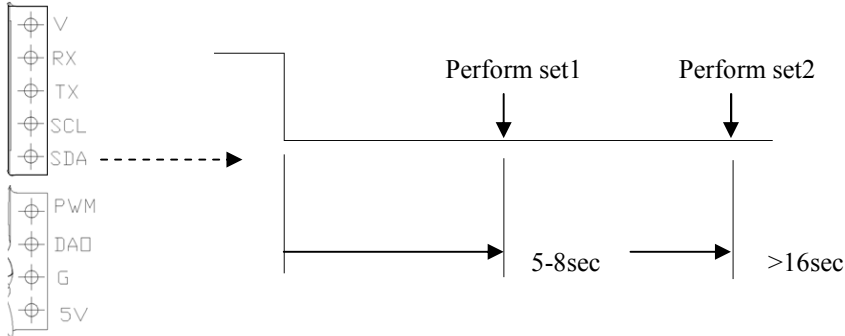 V
RX
TX
SCL
SDA
PWM
DAO
G
5V
Perform set1
Perform set2
5-8sec
>16sec